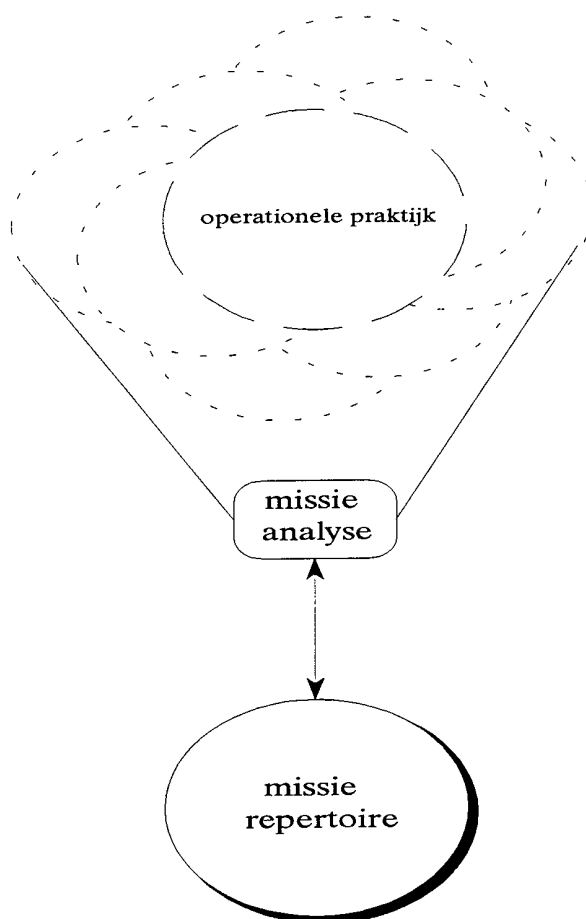 operationele praktijk
missie
analyse
missie
repertoire